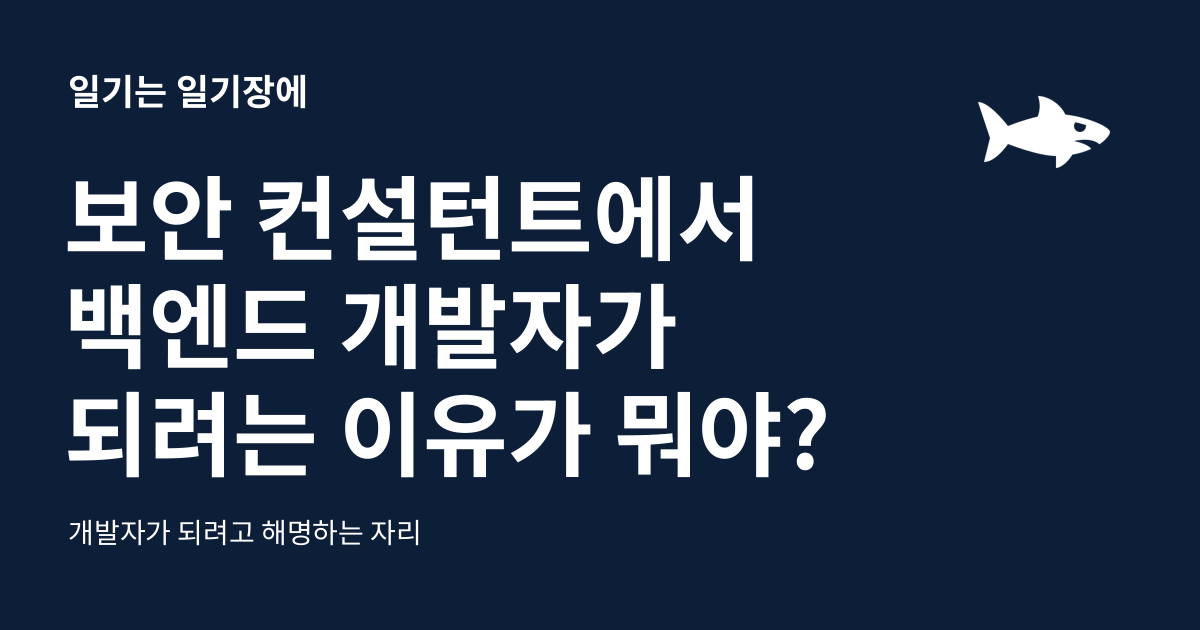 일기는 일기장에
보안 컨설턴트에서
백엔드 개발자가
되려는 이유가 뭐야?
개발자가 되려고 해명하는 자리